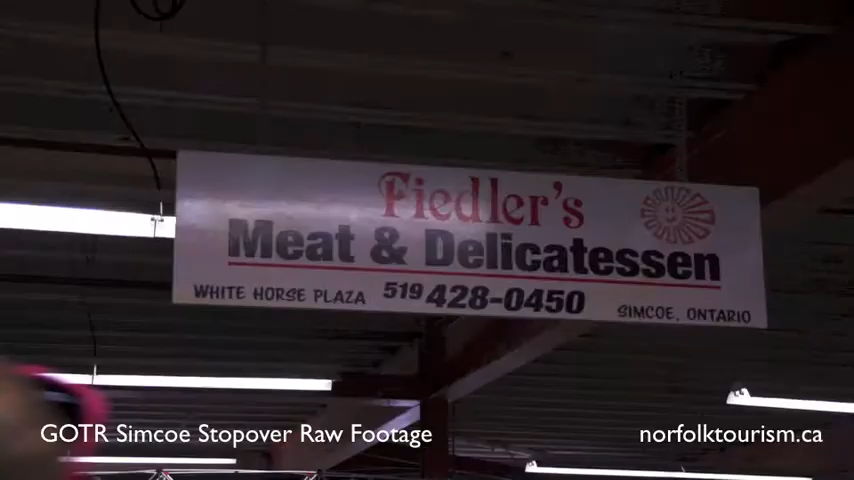 Fiedler's
Meat & Delicatessen
WHITE HORSE PLAZA 519 428-0450 SIMCOE, ONTARIO
GOTR Simcoe Stopover Raw Footage norfolktourism.ca